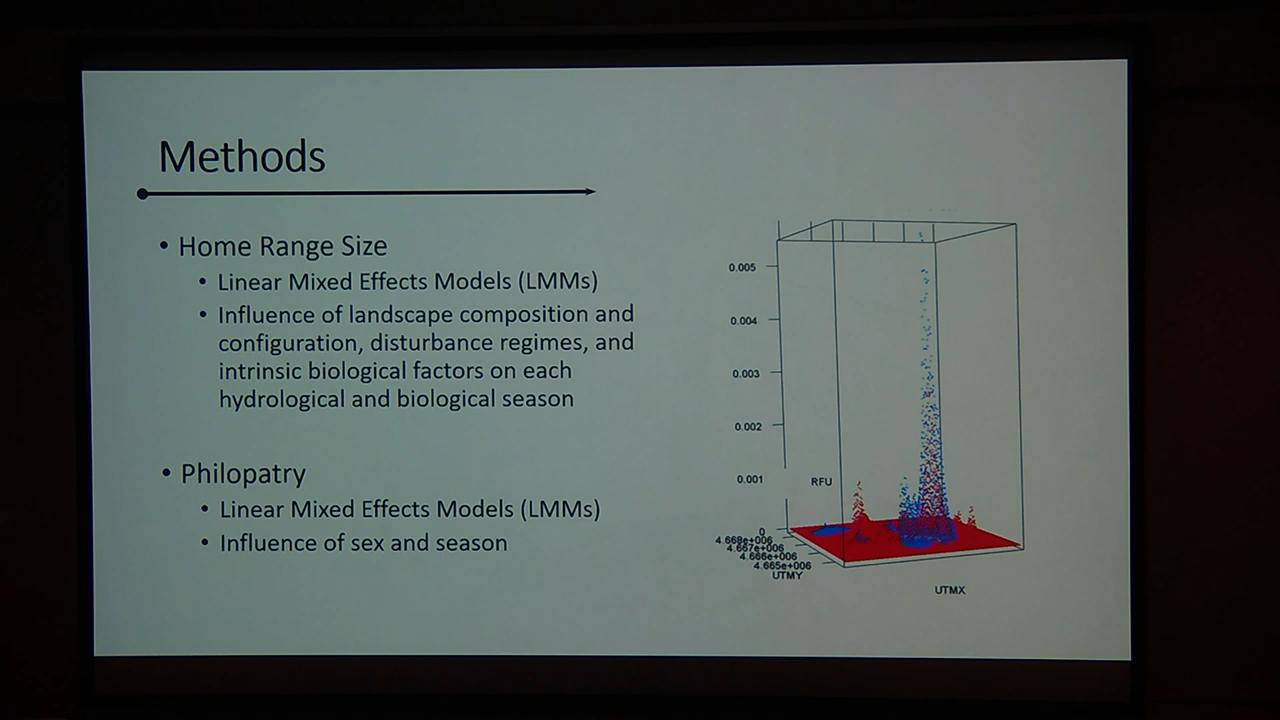 Methods
• Home Range Size
• Linear Mixed Effects Models (LMMs)
• Influence of landscape composition and
configuration, disturbance regimes, and
intrinsic biological factors on each
hydrological and biological season
• Philopatry
• Linear Mixed Effects Models (LMMs)
• Influence of sex and season
0.005
0.004
0.003
0.002
0.001
RFU
0
4.668e+006
4.667e+006
4.666e+006
4.665e+006
UTMY
UTMX